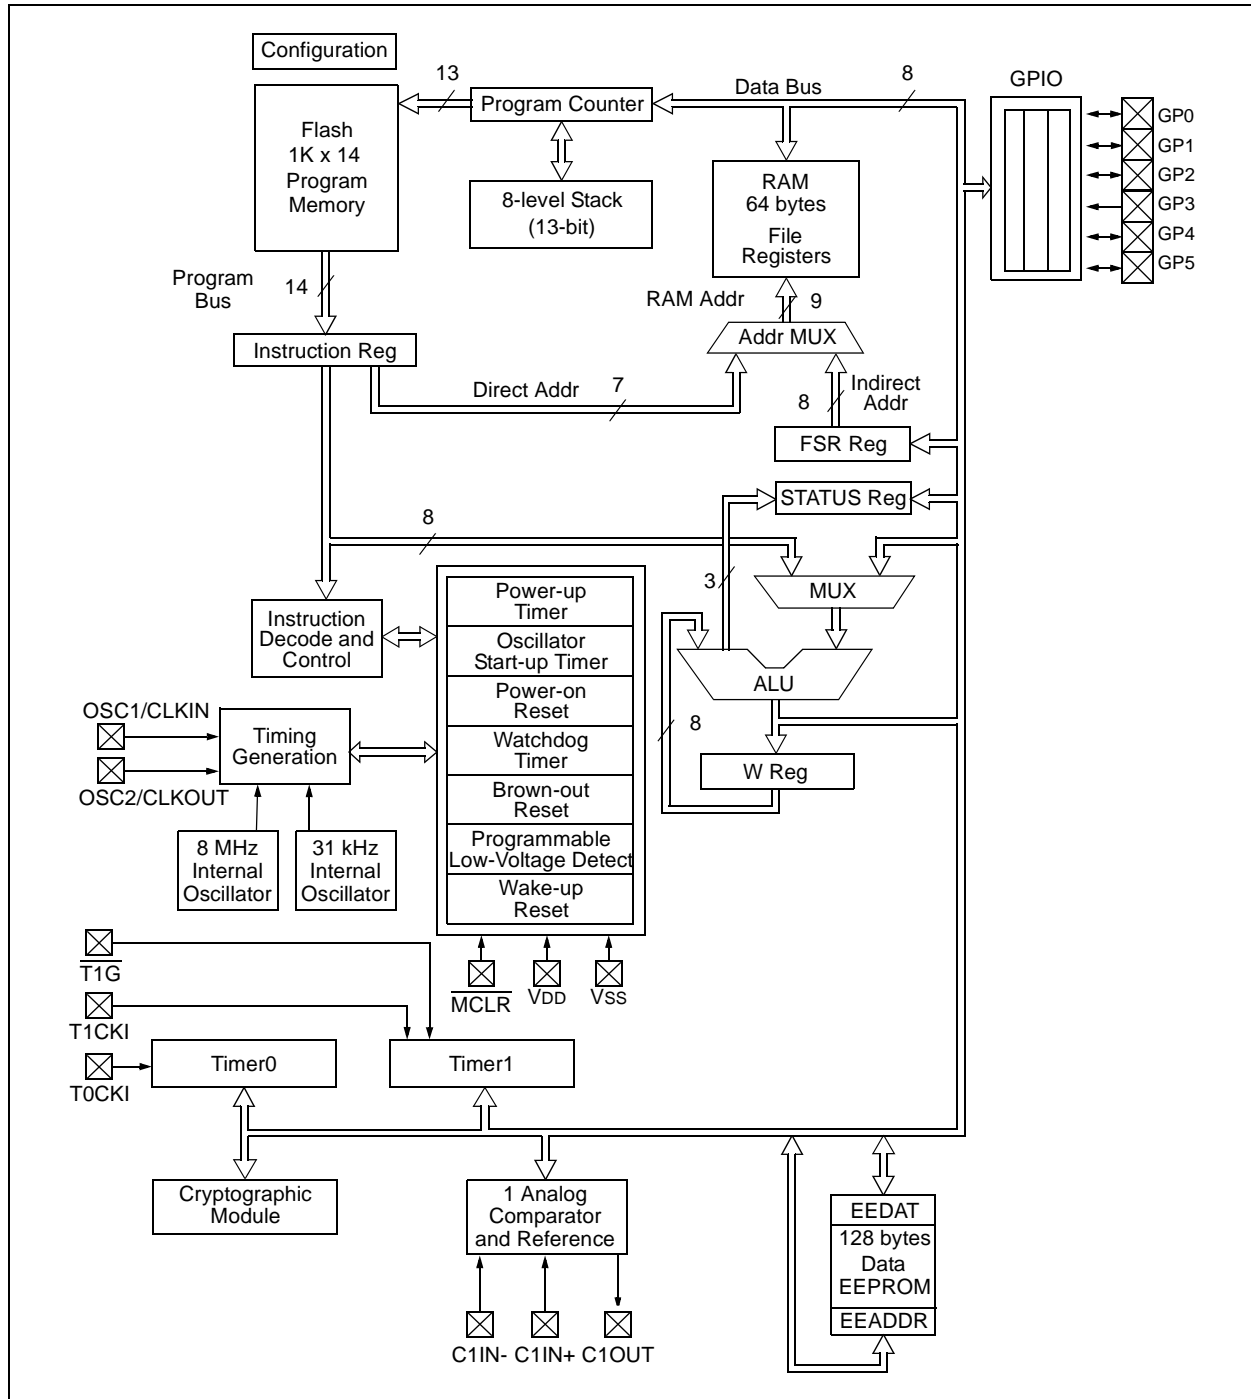 Configuration
13
Program Counter
Data Bus
8
GPIO
Flash
1K x 14
Program
Memory
8-level Stack
(13-bit)
RAM
64 bytes
File
Registers
GP0
GP1
GP2
GP3
GP4
GP5
Program
Bus
14
RAM Addr
9
Addr MUX
Instruction Reg
Direct Addr
7
8
Indirect
Addr
FSR Reg
STATUS Reg
8
3
MUX
Instruction
Decode and
Control
Power-up
Timer
Oscillator
Start-up Timer
Power-on
Reset
Watchdog
Timer
Brown-out
Reset
Programmable
Low-Voltage Detect
Wake-up
Reset
ALU
8
W Reg
OSC1/CLKIN
Timing
Generation
OSC2/CLKOUT
8 MHz
Internal
Oscillator
31 kHz
Internal
Oscillator
T1G
MCLR
VDD
VSS
T1CKI
T0CKI
Timer0
Timer1
Cryptographic
Module
1 Analog
Comparator
and Reference
EEDAT
128 bytes
Data
EEPROM
EEADDR
C1IN- C1IN+ C1OUT